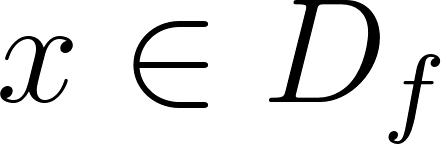 x ∈ D_f